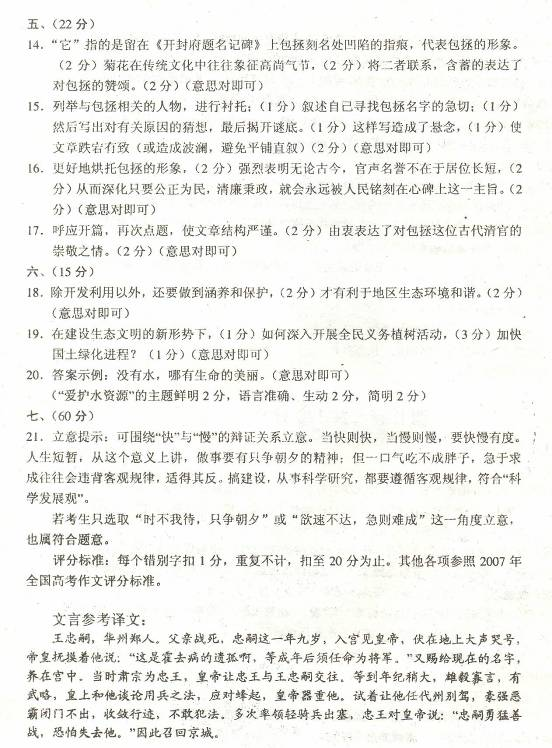 五、（22 分）
14．“它”指的是留在《开封府题名记碑》上包拯刻名处凹陷的指痕，代表包拯的形象。
（2 分）菊花在传统文化中往往象征高尚气节，（2 分）将二者联系，含蓄的表达了
对包拯的赞颂。（2 分）（意思对即可）
15．列举与包拯相关的人物，进行衬托；（1 分）叙述自己寻找包拯名字的急切；（1 分）
然后写出对有关原因的猜想，最后揭开谜底。（1 分）这样写造成了悬念，（1 分）使
文章跌宕有致（或造成波澜，避免平铺直叙）（2 分）（意思对即可）
16．更好地烘托包拯的形象，（2 分）强烈表明无论古今，官声名誉不在于居位长短，（2
分）从而深化只要公正为民，清廉秉政，就会永远被人民铭刻在心碑上这一主旨。（2
分）（意思对即可）
17．呼应开篇，再次点题，使文章结构严谨。（2 分）由衷表达了对包拯这位古代清官的
崇敬之情。（2 分）（意思对即可）
六、（15 分）
18．除开发利用以外，还要做到涵养和保护，（2 分）才有利于地区生态环境和谐。（2 分）
（意思对即可）
19．在建设生态文明的新形势下，（1 分）如何深入开展全民义务植树活动，（3 分）加快
国土绿化进程？（1 分）（意思对即可）
20．答案示例：没有水，哪有生命的美丽。（意思对即可）
（“爱护水资源”的主题鲜明 2 分，语言准确、生动 2 分，简明 2 分）
七、（60 分）
21．立意提示：可围绕“快”与“慢”的辩证关系立意。当快则快，当慢则慢，要快慢有度。
人生短暂，从这个意义上讲，做事要有只争朝夕的精神；但一口气吃不成胖子，急于求
成往往会违背客观规律，适得其反。搞建设，从事科学研究，都要遵循客观规律，符合“科
学发展观”。
若考生只选取“时不我待，只争朝夕”或“欲速不达，急则难成”这一角度立意，
也属符合题意。
评分标准：每个错别字扣 1 分，重复不计，扣至 20 分为止。其他各项参照 2007 年
全国高考作文评分标准。
文言参考译文：
王忠嗣，华州郑人。父亲战死，忠嗣这一年九岁，入宫见皇帝，伏在地上大声哭号，
帝皇抚摸着他说：“这是霍去病的遗孤啊，等成年后须任命为将军。”又赐给现在的名字，
养在宫中。当时肃宗为忠王，皇帝让忠王与王忠嗣交往。等到年纪稍大，雄毅寡言，有
武略，皇上和他谈论用兵之法，应对蜂起，皇帝器重他。试着让他任代州别驾，豪强恶
霸闭门不出，收敛行迹，不敢犯法。多次率领轻骑兵出塞，忠王对皇帝说：“忠嗣勇猛善
战，恐怕失去他。”因此召回京城。